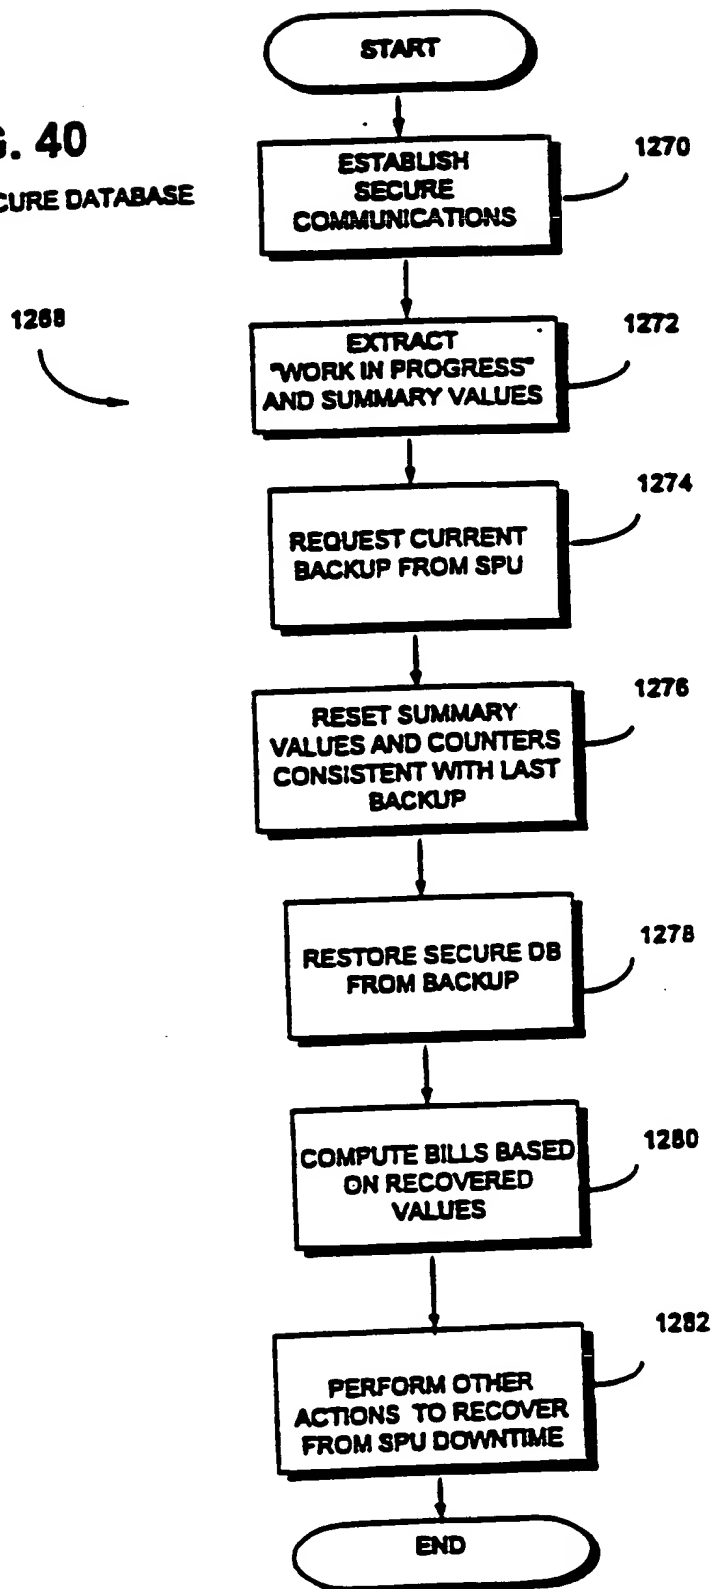 START
G. 40
CURE DATABASE
1268
ESTABLISH
SECURE
COMMUNICATIONS
1270
EXTRACT
"WORK IN PROGRESS"
AND SUMMARY VALUES
1272
REQUEST CURRENT
BACKUP FROM SPU
1274
RESET SUMMARY
VALUES AND COUNTERS
CONSISTENT WITH LAST
BACKUP
1276
RESTORE SECURE DB
FROM BACKUP
1278
COMPUTE BILLS BASED
ON RECOVERED
VALUES
1280
PERFORM OTHER
ACTIONS TO RECOVER
FROM SPU DOWNTIME
1282
END